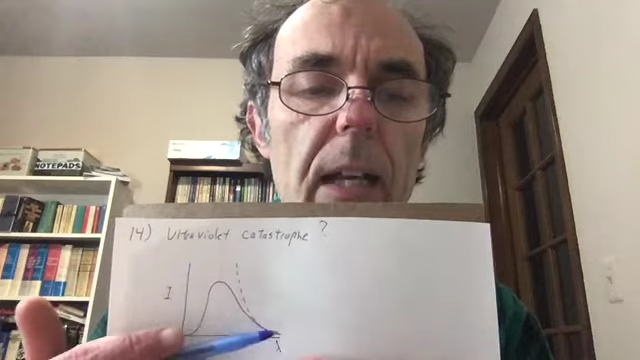 NOTEPADS
14) Ultraviolet catastrophe ?
I
λ